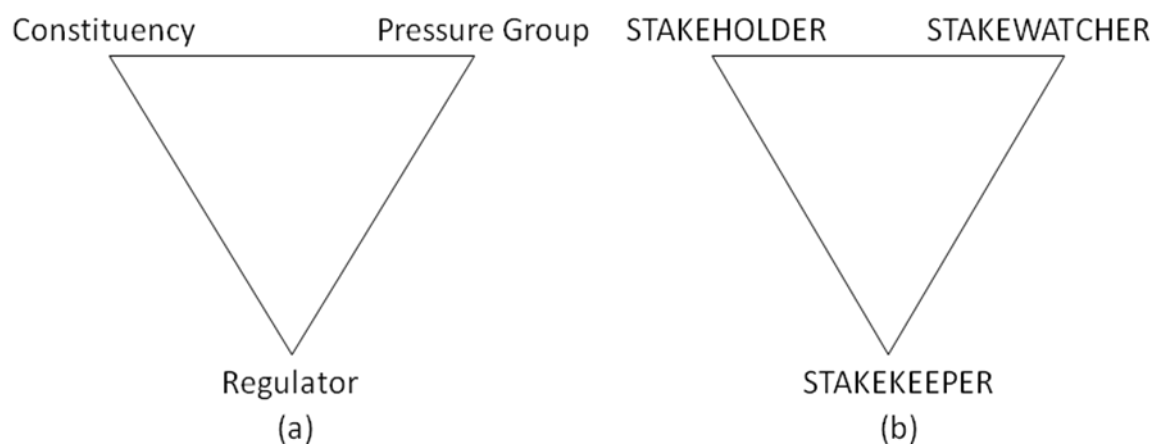 Constituency Pressure Group STAKEHOLDER STAKEWATCHER
Regulator STAKEKEEPER
(a) (b)